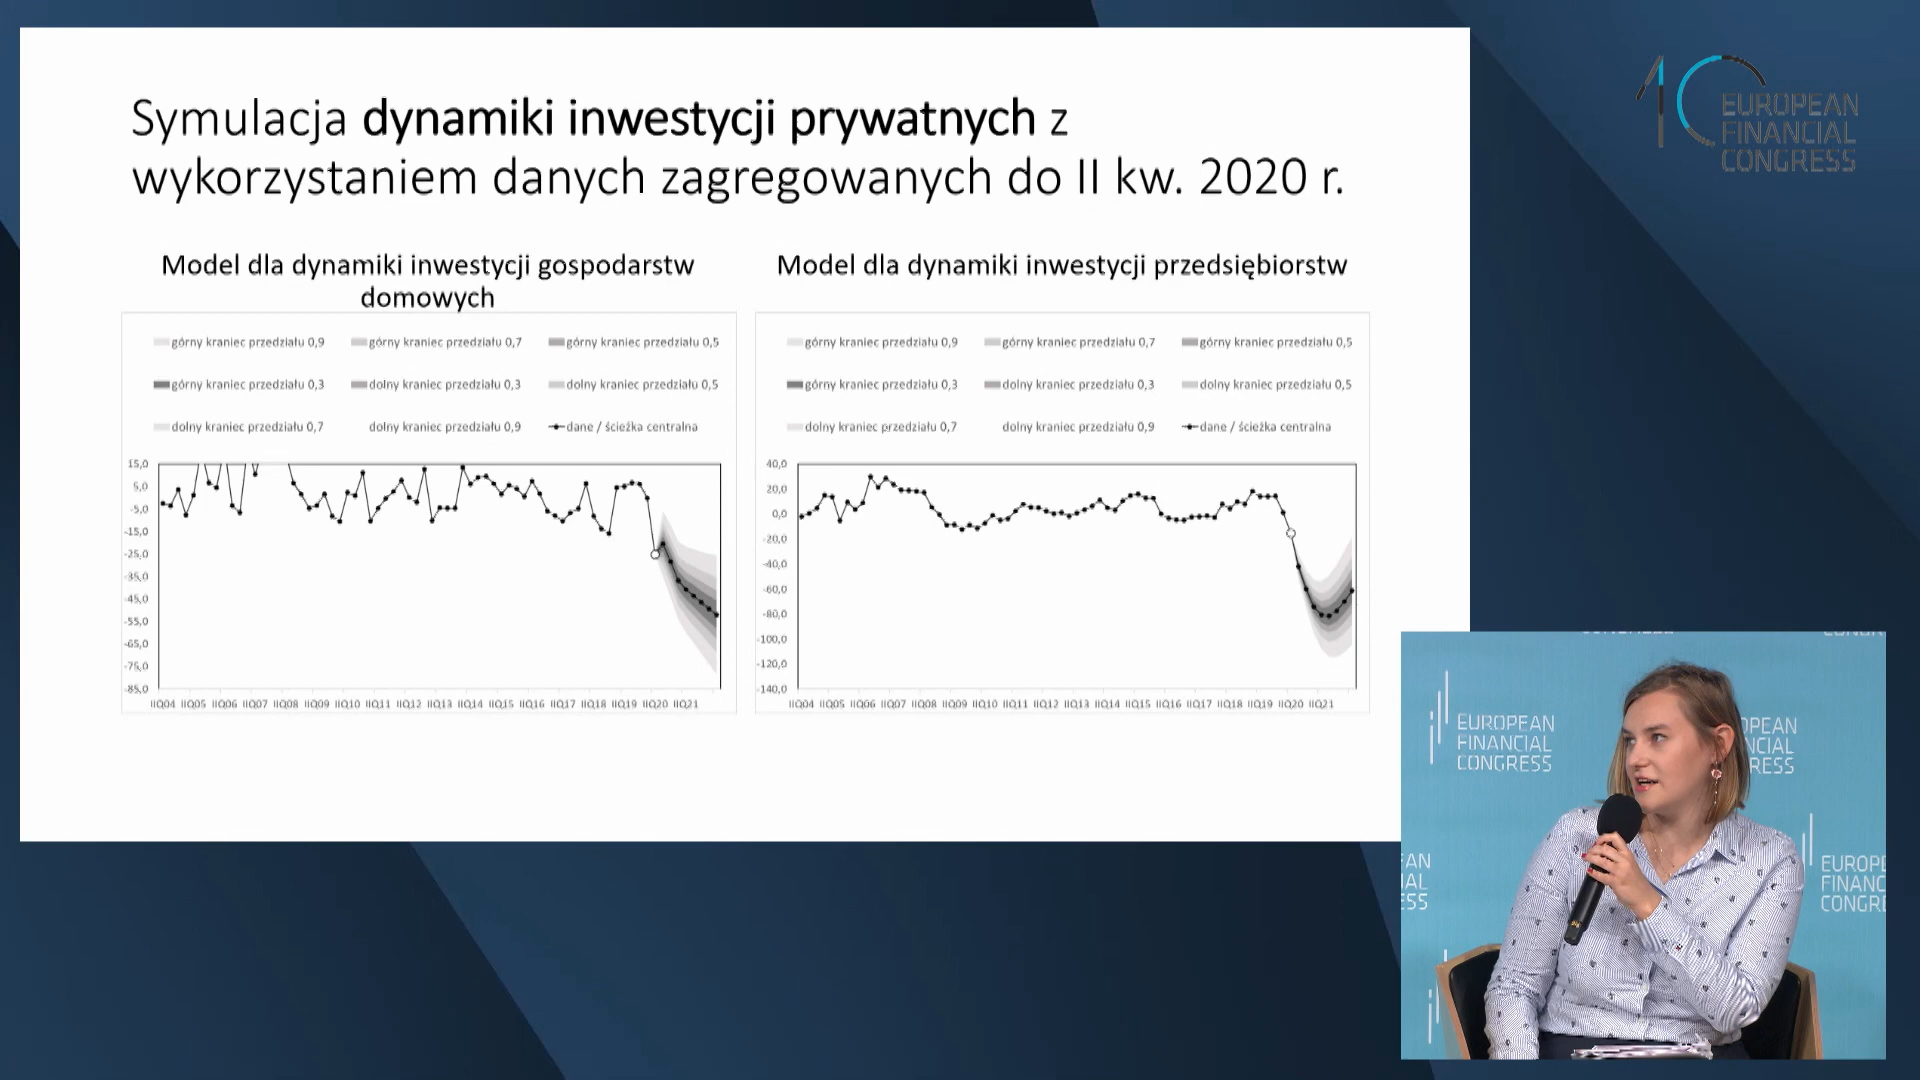 Symulacja dynamiki inwestycji prywatnych z
wykorzystaniem danych zagregowanych do II kw. 2020 r.
Model dla dynamiki inwestycji gospodarstw
domowych
górny kraniec przedziału 0,9 górny kraniec przedziału 0,7 górny kraniec przedziału 0,5
górny kraniec przedziału 0,3 dolny kraniec przedziału 0,3 dolny kraniec przedziału 0,5
dolny kraniec przedziału 0,7 dolny kraniec przedziału 0,9 dane / ścieżka centralna
15,0
5,0
-5,0
-15,0
-25,0
-35,0
-45,0
-55,0
-65,0
-75,0
-85,0
IIQ04 IIQ05 IIQ06 IIQ07 IIQ08 IIQ09 IIQ10 IIQ11 IIQ12 IIQ13 IIQ14 IIQ15 IIQ16 IIQ17 IIQ18 IIQ19 IIQ20 IIQ21
Model dla dynamiki inwestycji przedsiębiorstw
górny kraniec przedziału 0,9 górny kraniec przedziału 0,7 górny kraniec przedziału 0,5
górny kraniec przedziału 0,3 dolny kraniec przedziału 0,3 dolny kraniec przedziału 0,5
dolny kraniec przedziału 0,7 dolny kraniec przedziału 0,9 dane / ścieżka centralna
40,0
20,0
0,0
-20,0
-40,0
-60,0
-80,0
-100,0
-120,0
-140,0
IIQ04 IIQ05 IIQ06 IIQ07 IIQ08 IIQ09 IIQ10 IIQ11 IIQ12 IIQ13 IIQ14 IIQ15 IIQ16 IIQ17 IIQ18 IIQ19 IIQ20 IIQ21
10 EUROPEAN
FINANCIAL
CONGRESS
EUROPEAN
FINANCIAL
CONGRESS